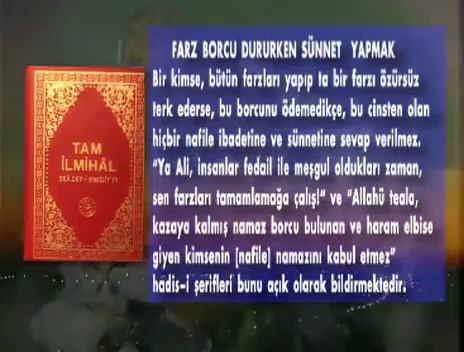 TAM
İLMİHÂL
SEÂDET-İ EBEDİYYE
FARZ BORCU DURURKEN SÜNNET YAPMAK
Bir kimse, bütün farzları yapıp ta bir farzı özürsüz
terk ederse, bu borcunu ödemedikçe, bu cinsten olan
hiçbir nafile ibadetine ve sünnetine sevap verilmez.
"Ya Ali, insanlar fedail ile meşgul oldukları zaman,
sen farzları tamamlamağa çalış!" ve "Allahü teala,
kazaya kalmış namaz borcu bulunan ve haram elbise
giyen kimsenin [nafile] namazını kabul etmez"
hadis-i şerifleri bunu açık olarak bildirmektedir.